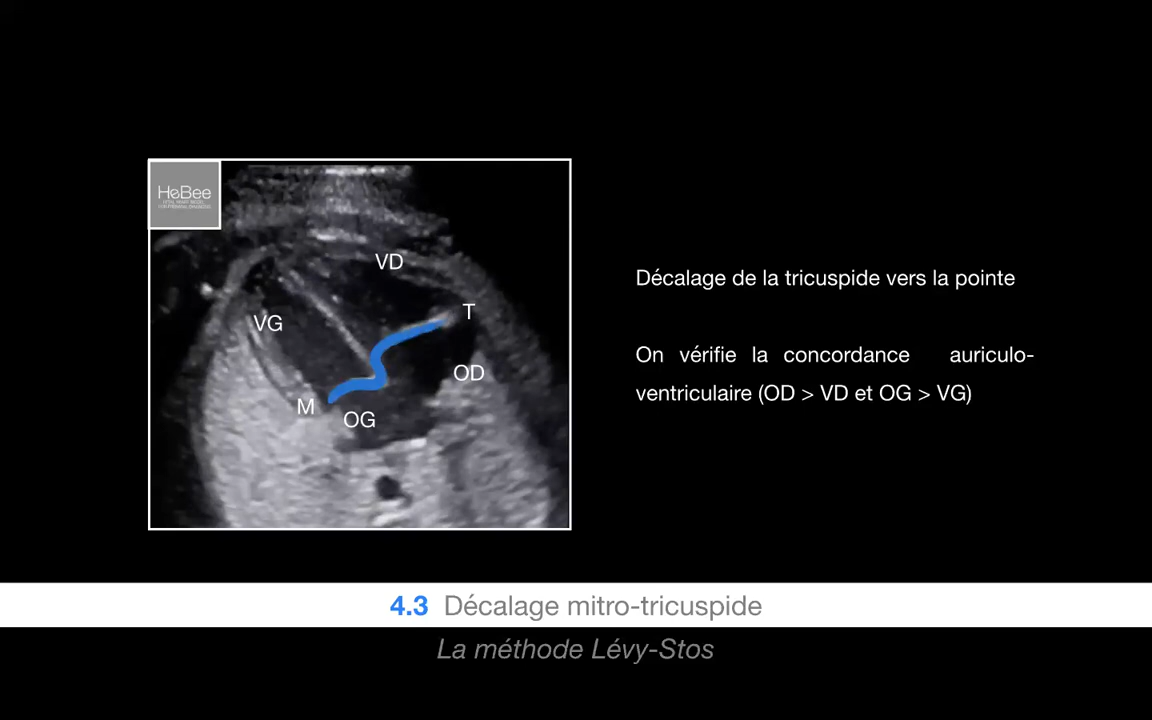 HeBee
VD
T
VG
OD
M
OG
Décalage de la tricuspide vers la pointe
On vérifie la concordance auriculo-
ventriculaire (OD > VD et OG > VG)
4.3 Décalage mitro-tricuspide
La méthode Lévy-Stos